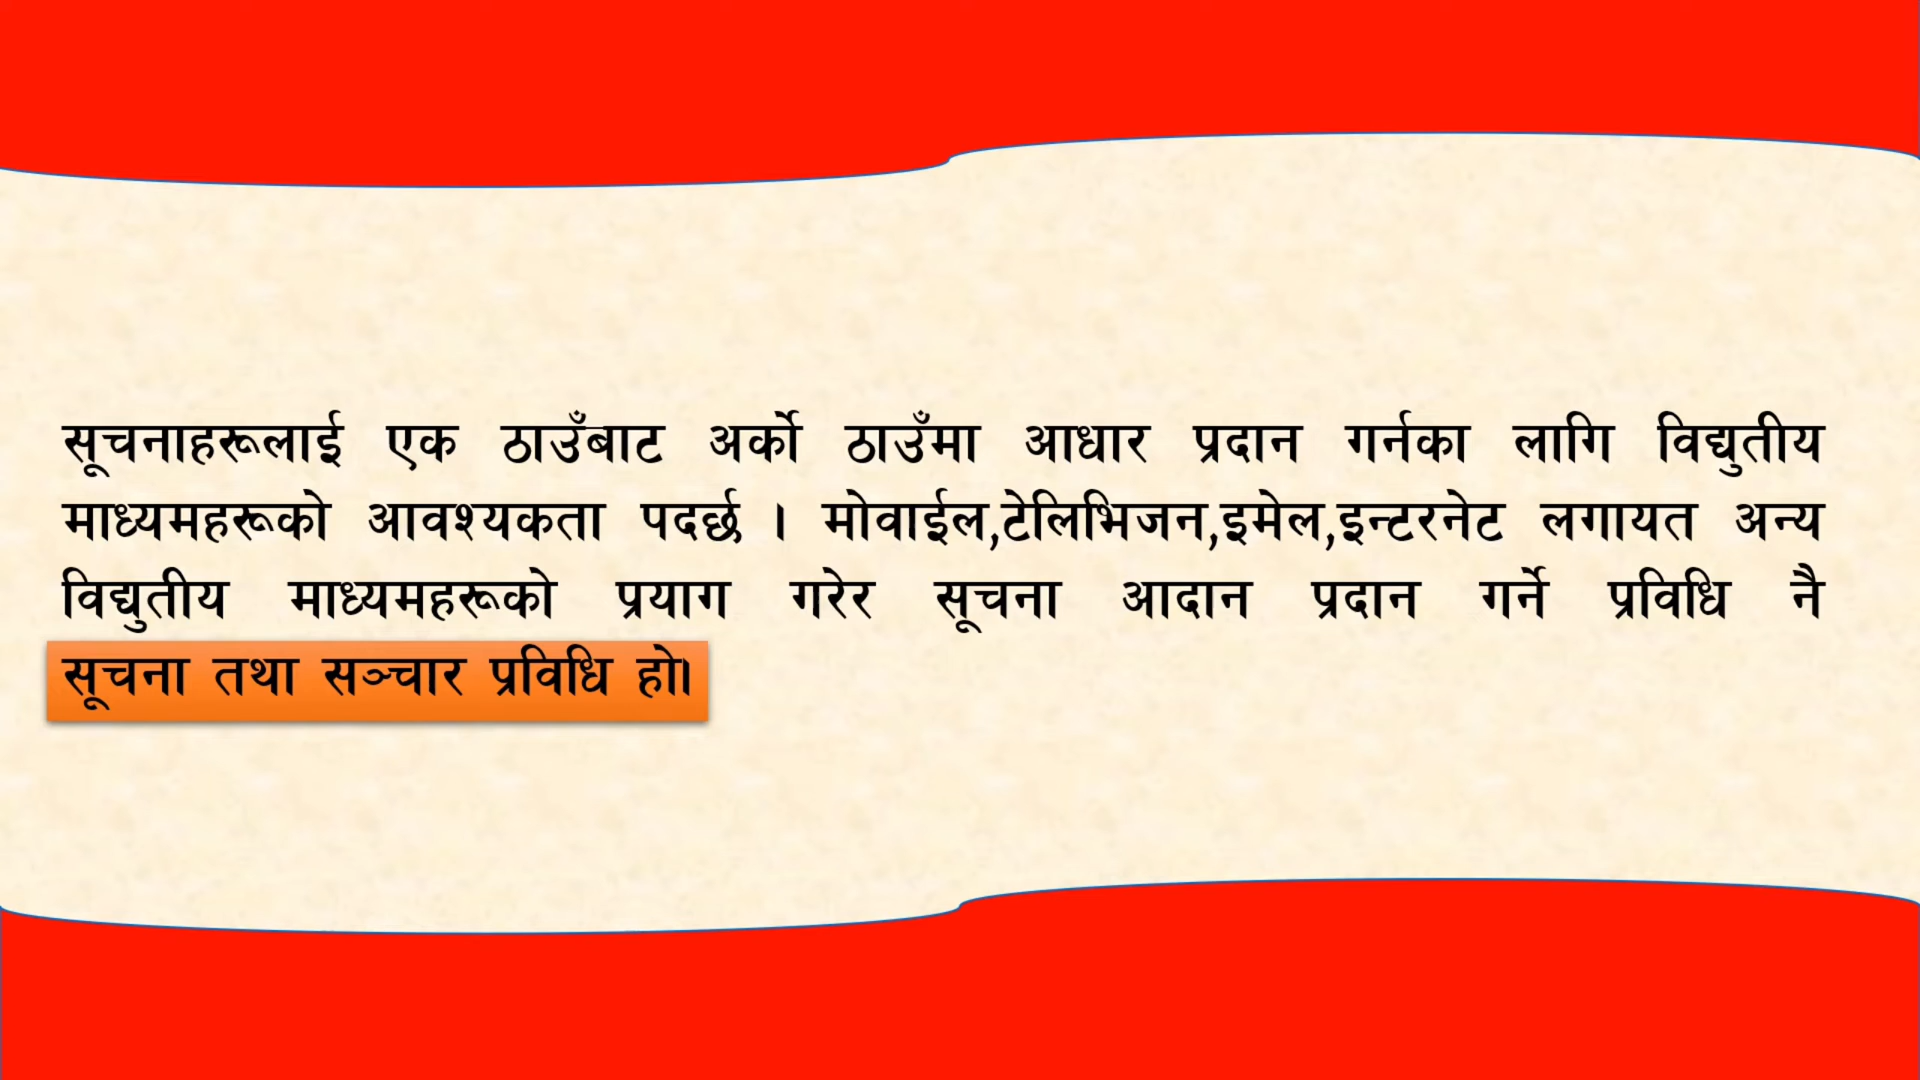 सूचनाहरूलाई एक ठाउँबाट अर्को ठाउँमा आधार प्रदान गर्नका लागि विद्युतीय
माध्यमहरूको आवश्यकता पदर्छ । मोवाईल,टेलिभिजन,इमेल,इन्टरनेट लगायत अन्य
विद्युतीय माध्यमहरूको प्रयाग गरेर सूचना आदान प्रदान गर्ने प्रविधि नै
सूचना तथा सञ्चार प्रविधि हो।